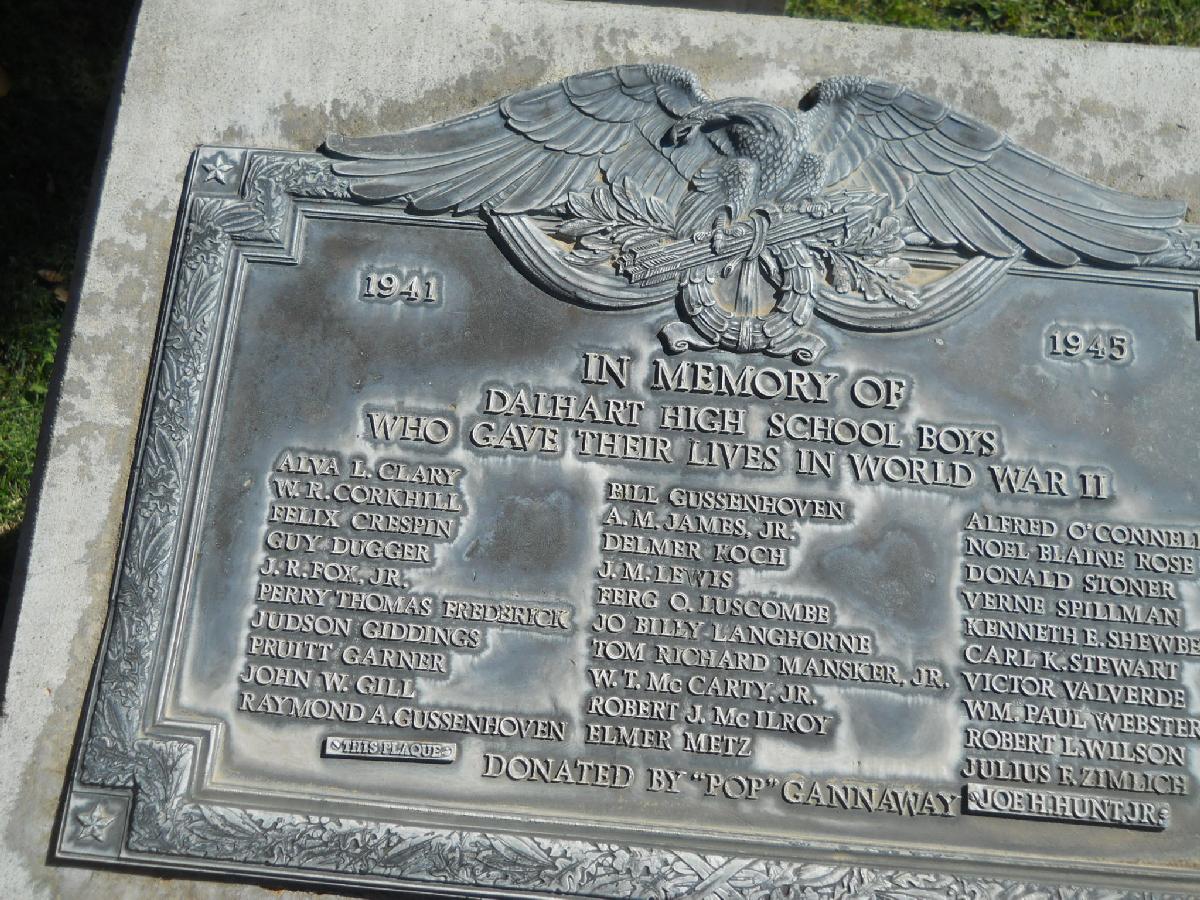 1941
1945
IN MEMORY OF
DALHART HIGH SCHOOL BOYS
WHO GAVE THEIR LIVES IN WORLD WAR II
ALVA L. CLARY
W. R. CORKHILL
FELIX CRESPIN
GUY DUGGER
J. R. FOX, JR.
PERRY THOMAS FREDERICK
JUDSON GIDDINGS
PRUITT GARNER
JOHN W. GILL
RAYMOND A. GUSSENHOVEN
BILL GUSSENHOVEN
A. M. JAMES, JR.
DELMER KOCH
J. M. LEWIS
FERG O. LUSCOMBE
JO BILLY LANGHORNE
TOM RICHARD MANSKER, JR.
W. T. McCARTY, JR.
ROBERT J. McILROY
ELMER METZ
ALFRED O'CONNELL
NOEL BLAINE ROSE
DONALD STONER
VERNE SPILLMAN
KENNETH E. SHEWBE
CARL K. STEWART
VICTOR VALVERDE
WM. PAUL WEBSTER
ROBERT L. WILSON
JULIUS F. ZIMLICH
JOE H. HUNT, JR.
THIS PLAQUE
DONATED BY "POP" GANNAWAY